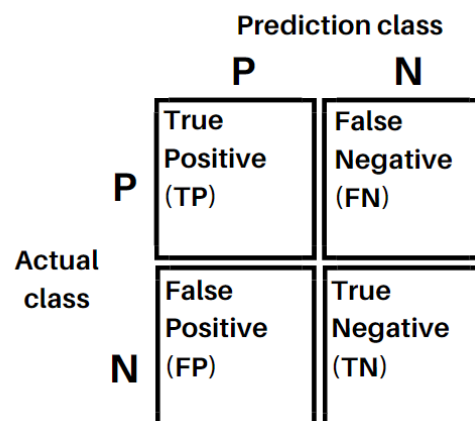 Prediction class
P N
True
Positive
(TP)
False
Negative
(FN)
P
Actual
class
False
Positive
(FP)
True
Negative
(TN)
N